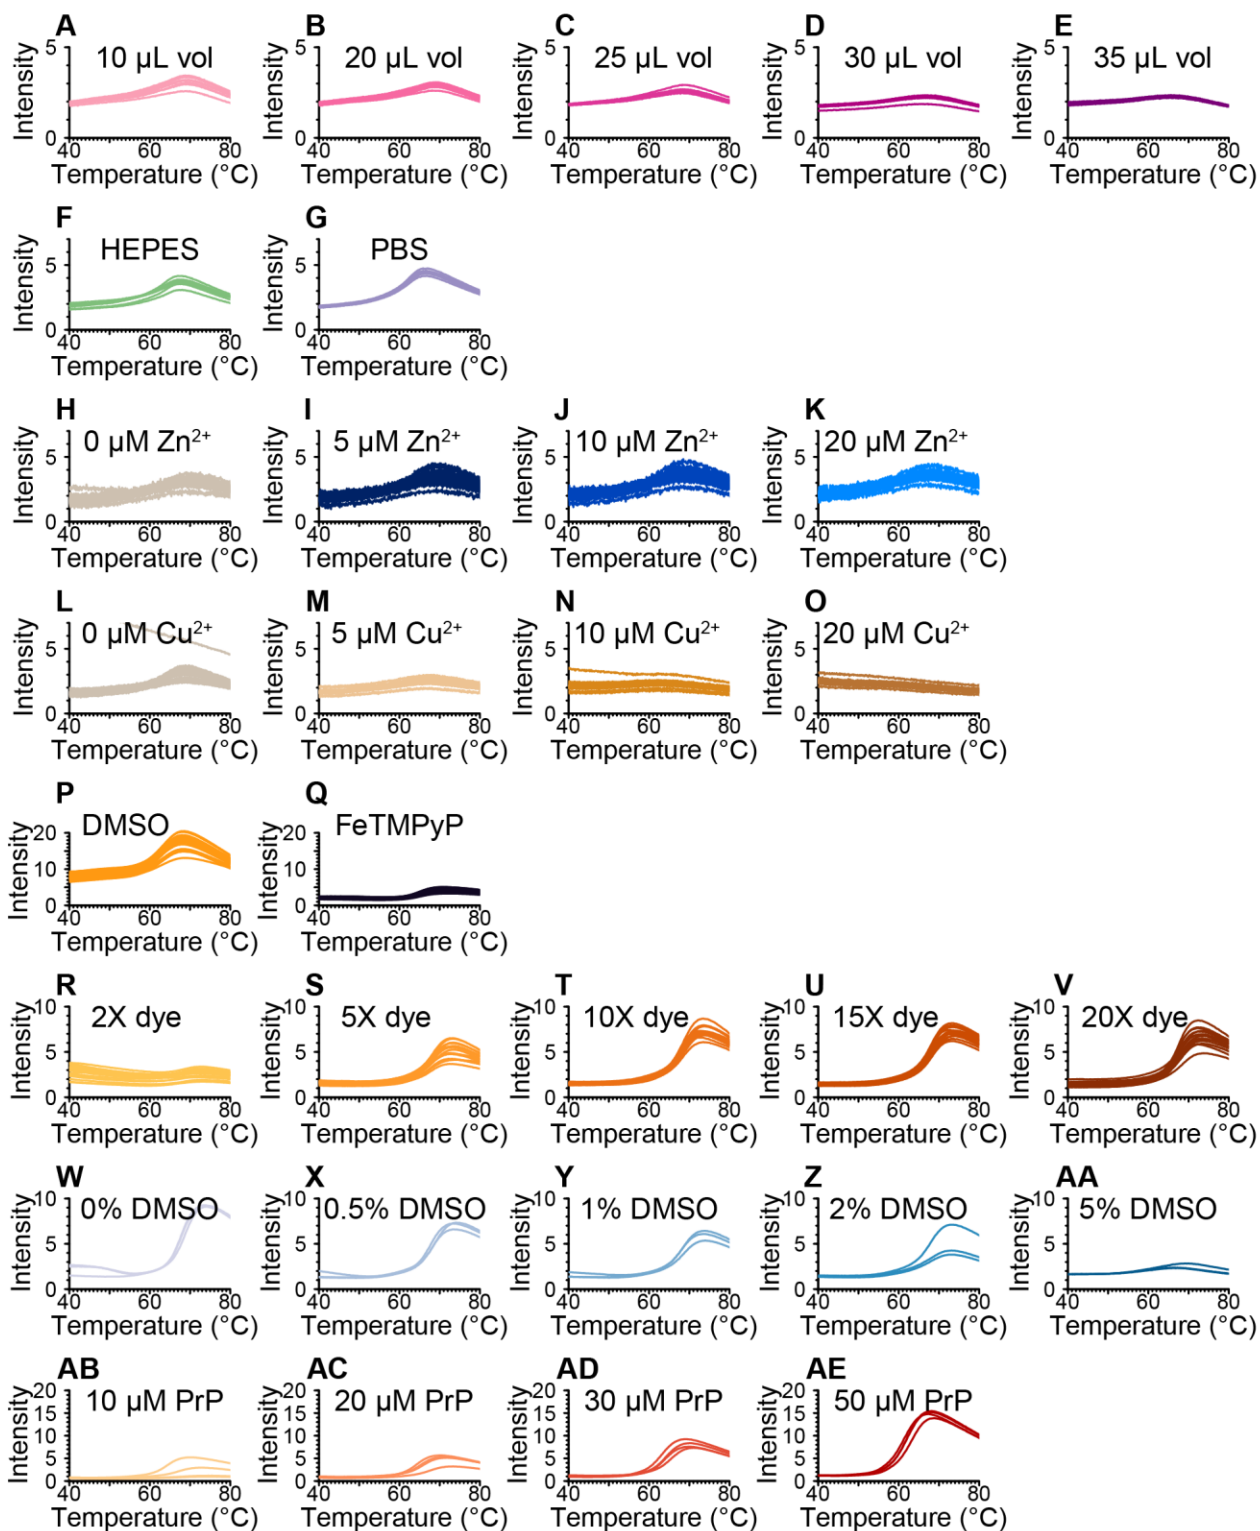 A B C D E
10 µL vol 20 µL vol 25 µL vol 30 µL vol 35 µL vol
Intensity Intensity Intensity Intensity Intensity
5 5 5 5 5
0 0 0 0 0
40 60 80 40 60 80 40 60 80 40 60 80 40 60 80
Temperature (°C) Temperature (°C) Temperature (°C) Temperature (°C) Temperature (°C)
F G
HEPES PBS
Intensity Intensity
5 5
0 0
40 60 80 40 60 80
Temperature (°C) Temperature (°C)
H I J K
0 µM Zn²⁺ 5 µM Zn²⁺ 10 µM Zn²⁺ 20 µM Zn²⁺
Intensity Intensity Intensity Intensity
5 5 5 5
0 0 0 0
40 60 80 40 60 80 40 60 80 40 60 80
Temperature (°C) Temperature (°C) Temperature (°C) Temperature (°C)
L M N O
0 µM Cu²⁺ 5 µM Cu²⁺ 10 µM Cu²⁺ 20 µM Cu²⁺
Intensity Intensity Intensity Intensity
5 5 5 5
0 0 0 0
40 60 80 40 60 80 40 60 80 40 60 80
Temperature (°C) Temperature (°C) Temperature (°C) Temperature (°C)
P Q
DMSO FeTMPyP
Intensity Intensity
20 20
10 10
0 0
40 60 80 40 60 80
Temperature (°C) Temperature (°C)
R S T U V
2X dye 5X dye 10X dye 15X dye 20X dye
Intensity Intensity Intensity Intensity Intensity
10 10 10 10 10
5 5 5 5 5
0 0 0 0 0
40 60 80 40 60 80 40 60 80 40 60 80 40 60 80
Temperature (°C) Temperature (°C) Temperature (°C) Temperature (°C) Temperature (°C)
W X Y Z AA
0% DMSO 0.5% DMSO 1% DMSO 2% DMSO 5% DMSO
Intensity Intensity Intensity Intensity Intensity
10 10 10 10 10
5 5 5 5 5
0 0 0 0 0
40 60 80 40 60 80 40 60 80 40 60 80 40 60 80
Temperature (°C) Temperature (°C) Temperature (°C) Temperature (°C) Temperature (°C)
AB AC AD AE
10 µM PrP 20 µM PrP 30 µM PrP 50 µM PrP
Intensity Intensity Intensity Intensity
20 20 20 20
15 15 15 15
10 10 10 10
5 5 5 5
0 0 0 0
40 60 80 40 60 80 40 60 80 40 60 80
Temperature (°C) Temperature (°C) Temperature (°C) Temperature (°C)